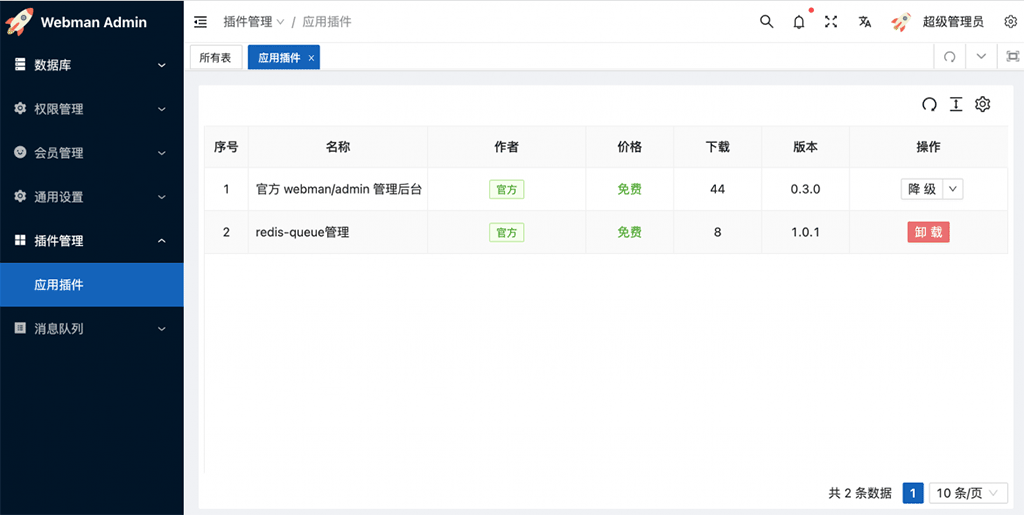 Webman Admin
数据库
权限管理
会员管理
通用设置
插件管理
应用插件
消息队列
插件管理 / 应用插件
超级管理员
所有表 应用插件 x
序号 名称 作者 价格 下载 版本 操作
1 官方 webman/admin 管理后台 官方 免费 44 0.3.0 降 级
2 redis-queue管理 官方 免费 8 1.0.1 卸 载
共 2 条数据 1 10 条/页